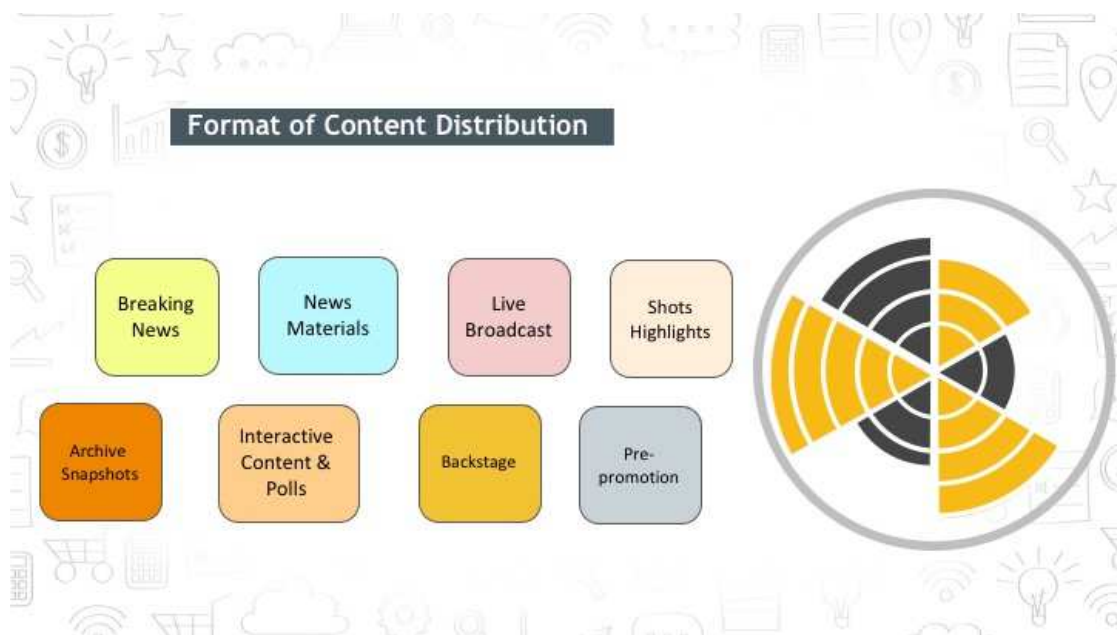 Format of Content Distribution
Breaking
News
News
Materials
Live
Broadcast
Shots
Highlights
Archive
Snapshots
Interactive
Content &
Polls
Backstage
Pre-
promotion